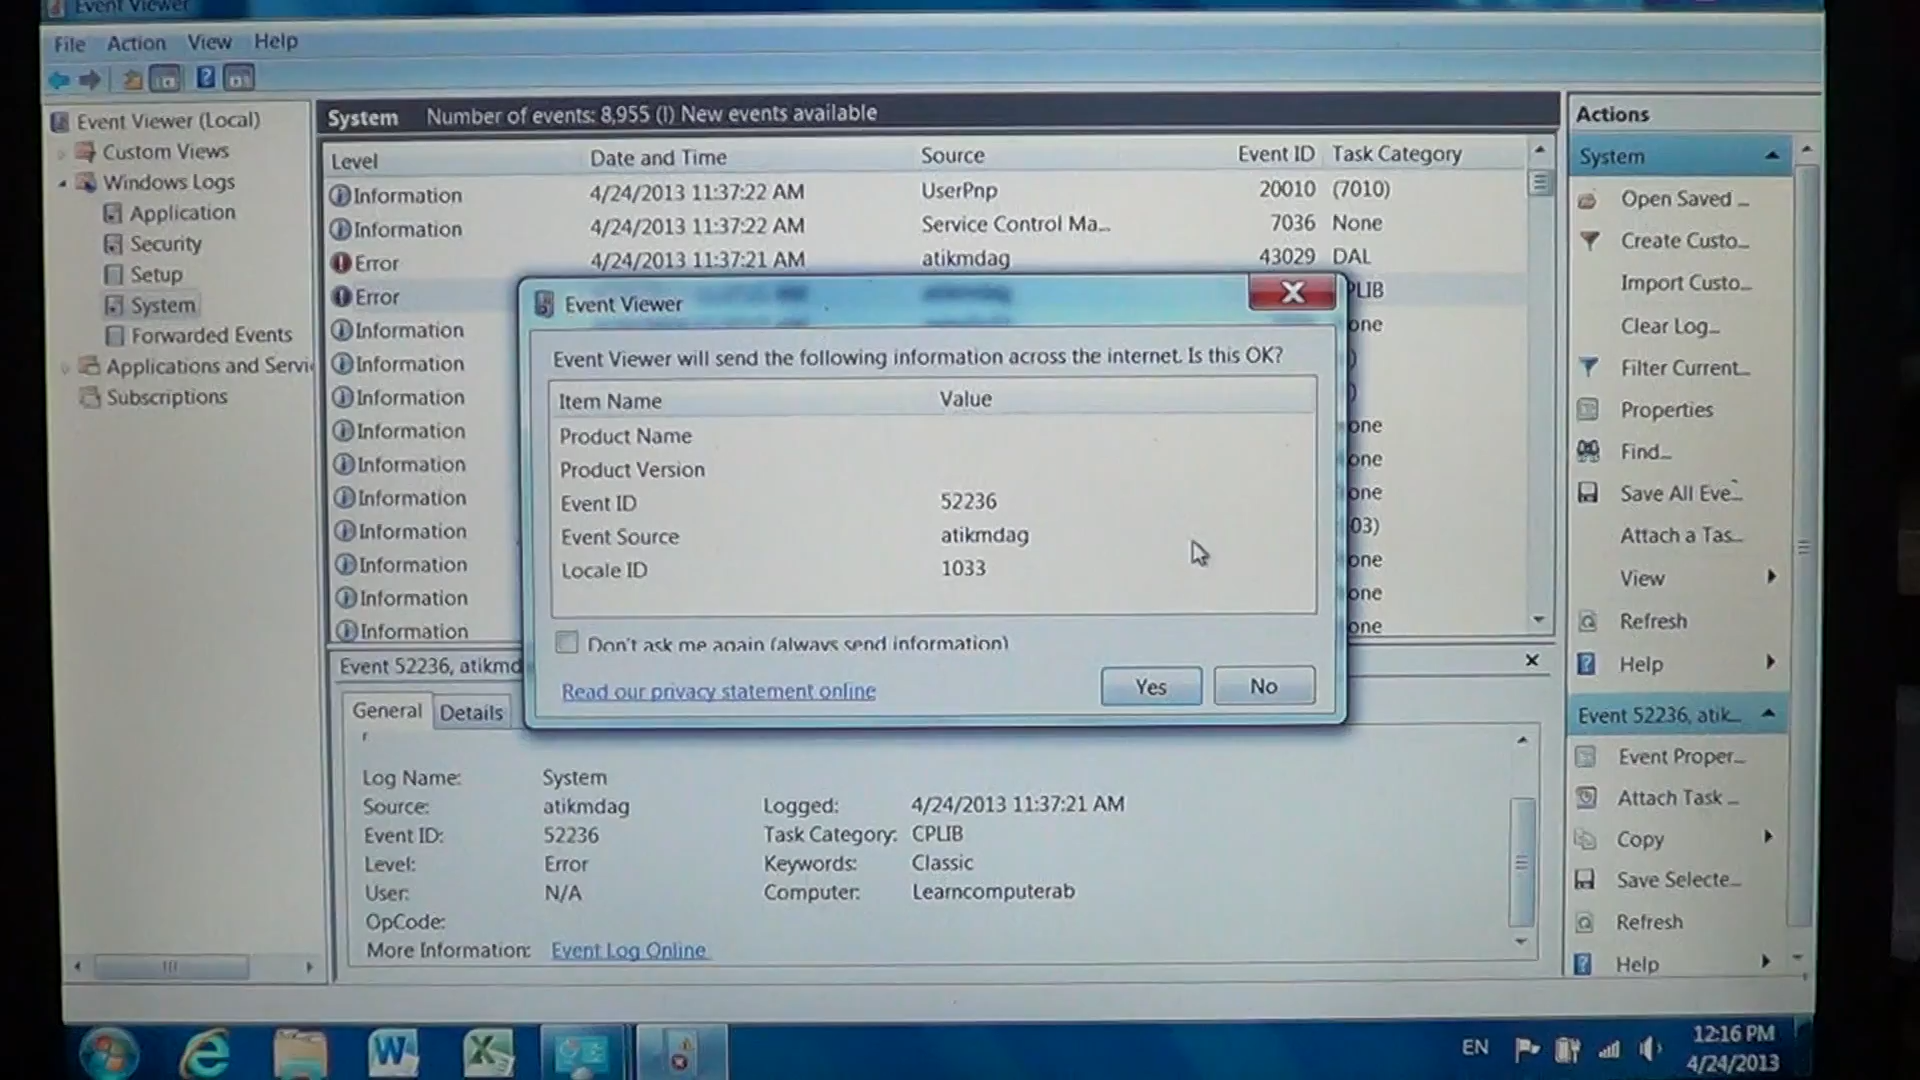 Event Viewer
File Action View Help
Event Viewer (Local)
Custom Views
Windows Logs
Application
Security
Setup
System
Forwarded Events
Applications and Servi
Subscriptions
System Number of events: 8,955 (!) New events available
Level Date and Time Source Event ID Task Category
Information 4/24/2013 11:37:22 AM UserPnp 20010 (7010)
Information 4/24/2013 11:37:22 AM Service Control Ma... 7036 None
Error 4/24/2013 11:37:21 AM atikmdag 43029 DAL
Error PLIB
Information one
Information )
Information )
Information one
Information one
Information one
Information 03)
Information one
Information one
Information one
Event Viewer
Event Viewer will send the following information across the internet. Is this OK?
Item Name Value
Product Name
Product Version
Event ID 52236
Event Source atikmdag
Locale ID 1033
Don't ask me again (always send information)
Read our privacy statement online
Yes No
Event 52236, atikmd
General Details
Log Name: System
Source: atikmdag Logged: 4/24/2013 11:37:21 AM
Event ID: 52236 Task Category: CPLIB
Level: Error Keywords: Classic
User: N/A Computer: Learncomputerab
OpCode:
More Information: Event Log Online
Actions
System
Open Saved ...
Create Custo...
Import Custo...
Clear Log...
Filter Current...
Properties
Find...
Save All Eve...
Attach a Tas...
View
Refresh
Help
Event 52236, atik...
Event Proper...
Attach Task ...
Copy
Save Selecte...
Refresh
Help
EN
12:16 PM
4/24/2013